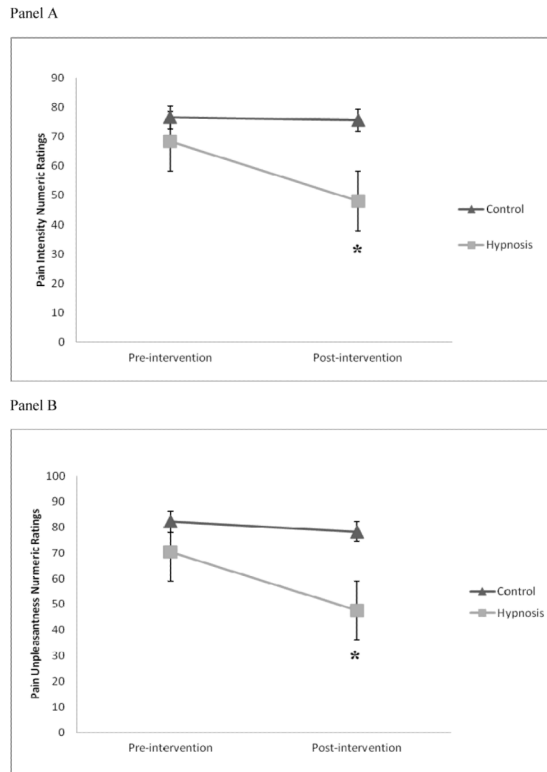 Panel A
90
80
70
60
50
40
30
20
10
0
Pain Intensity Numeric Ratings
Control
Hypnosis
*
Pre-intervention Post-intervention
Panel B
100
90
80
70
60
50
40
30
20
10
0
Pain Unpleasantness Nurmeric Ratings
Control
Hypnosis
*
Pre-intervention Post-intervention